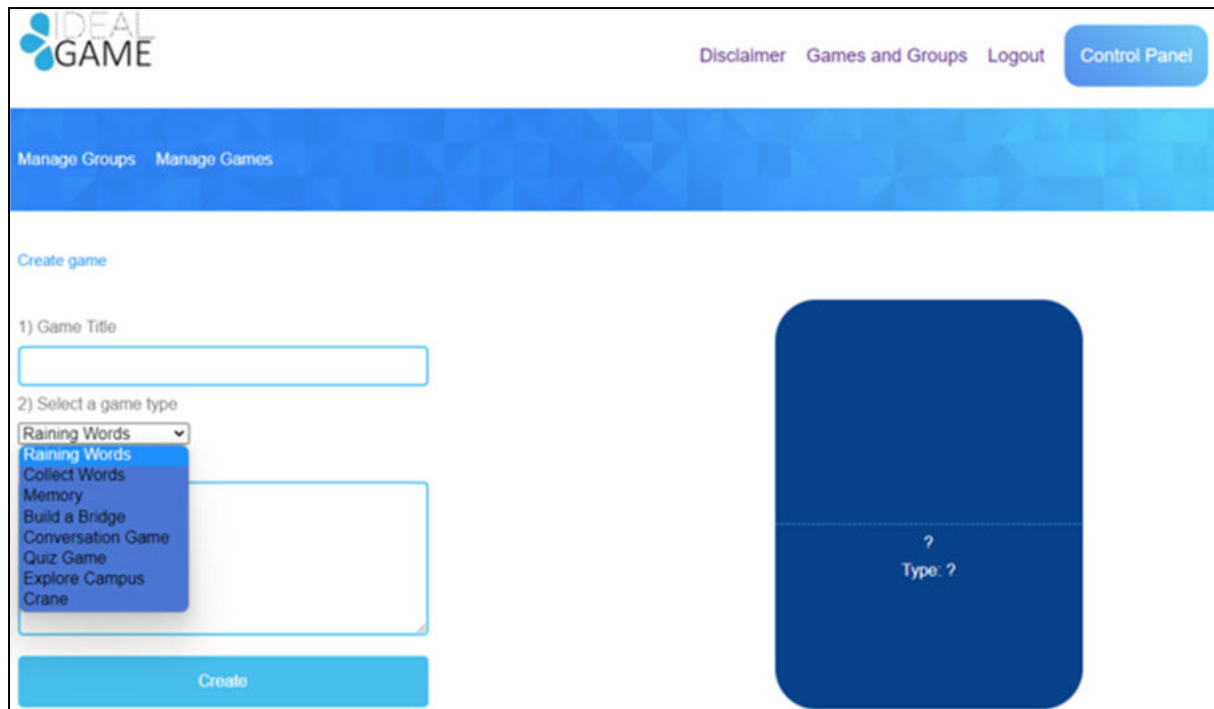 IDEAL
GAME
Disclaimer Games and Groups Logout Control Panel
Manage Groups Manage Games
Create game
1) Game Title
2) Select a game type
Raining Words
Raining Words
Collect Words
Memory
Build a Bridge
Conversation Game
Quiz Game
Explore Campus
Crane
Create
?
Type: ?